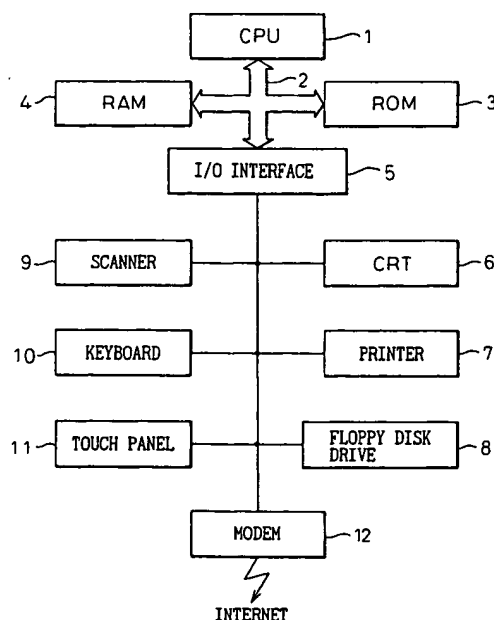 CPU 1
2
4 RAM ROM 3
I/O INTERFACE 5
9 SCANNER CRT 6
10 KEYBOARD PRINTER 7
11 TOUCH PANEL FLOPPY DISK
DRIVE 8
MODEM 12
INTERNET